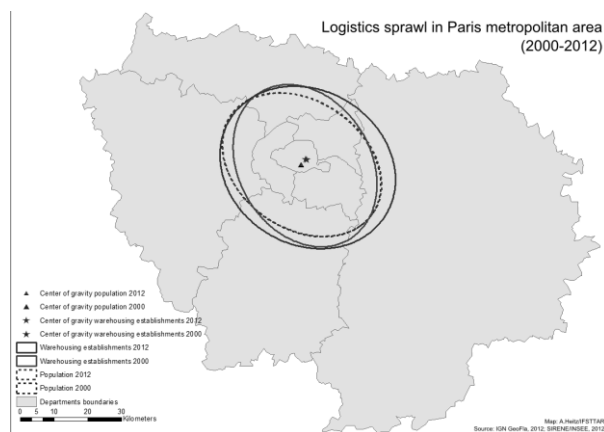 Logistics sprawl in Paris metropolitan area
(2000-2012)
Center of gravity population 2012
Center of gravity population 2000
Center of gravity warehousing establishments 2012
Center of gravity warehousing establishments 2000
Warehousing establishments 2012
Warehousing establishments 2000
Population 2012
Population 2000
Departments boundaries
0 5 10 20 30
Kilometers
Map: A.Heitz/IFSTTAR
Source: IGN GeoFla, 2012; SIRENE/INSEE, 2012